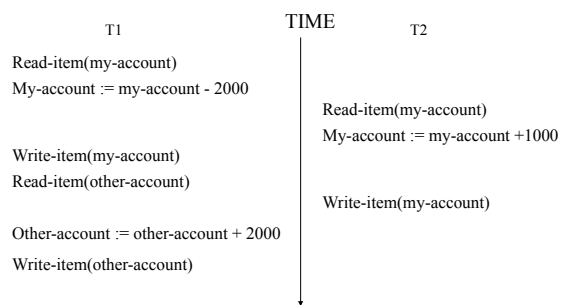 TIME
T1
T2
Read-item(my-account)
My-account := my-account - 2000
Read-item(my-account)
My-account := my-account +1000
Write-item(my-account)
Read-item(other-account)
Write-item(my-account)
Other-account := other-account + 2000
Write-item(other-account)